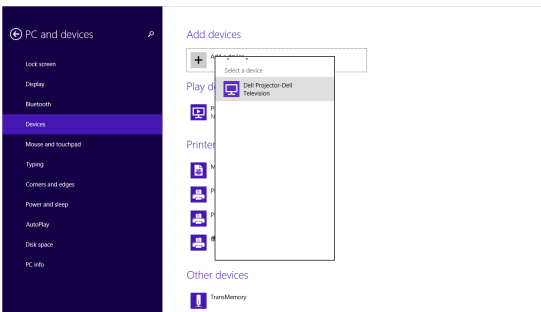 PC and devices
Lock screen
Display
Bluetooth
Devices
Mouse and touchpad
Typing
Corners and edges
Power and sleep
AutoPlay
Disk space
PC info
Add devices
Select a device
Dell Projector-Dell
Television
Play d
P
N
Printer
M
P
P
Other devices
TransMemory